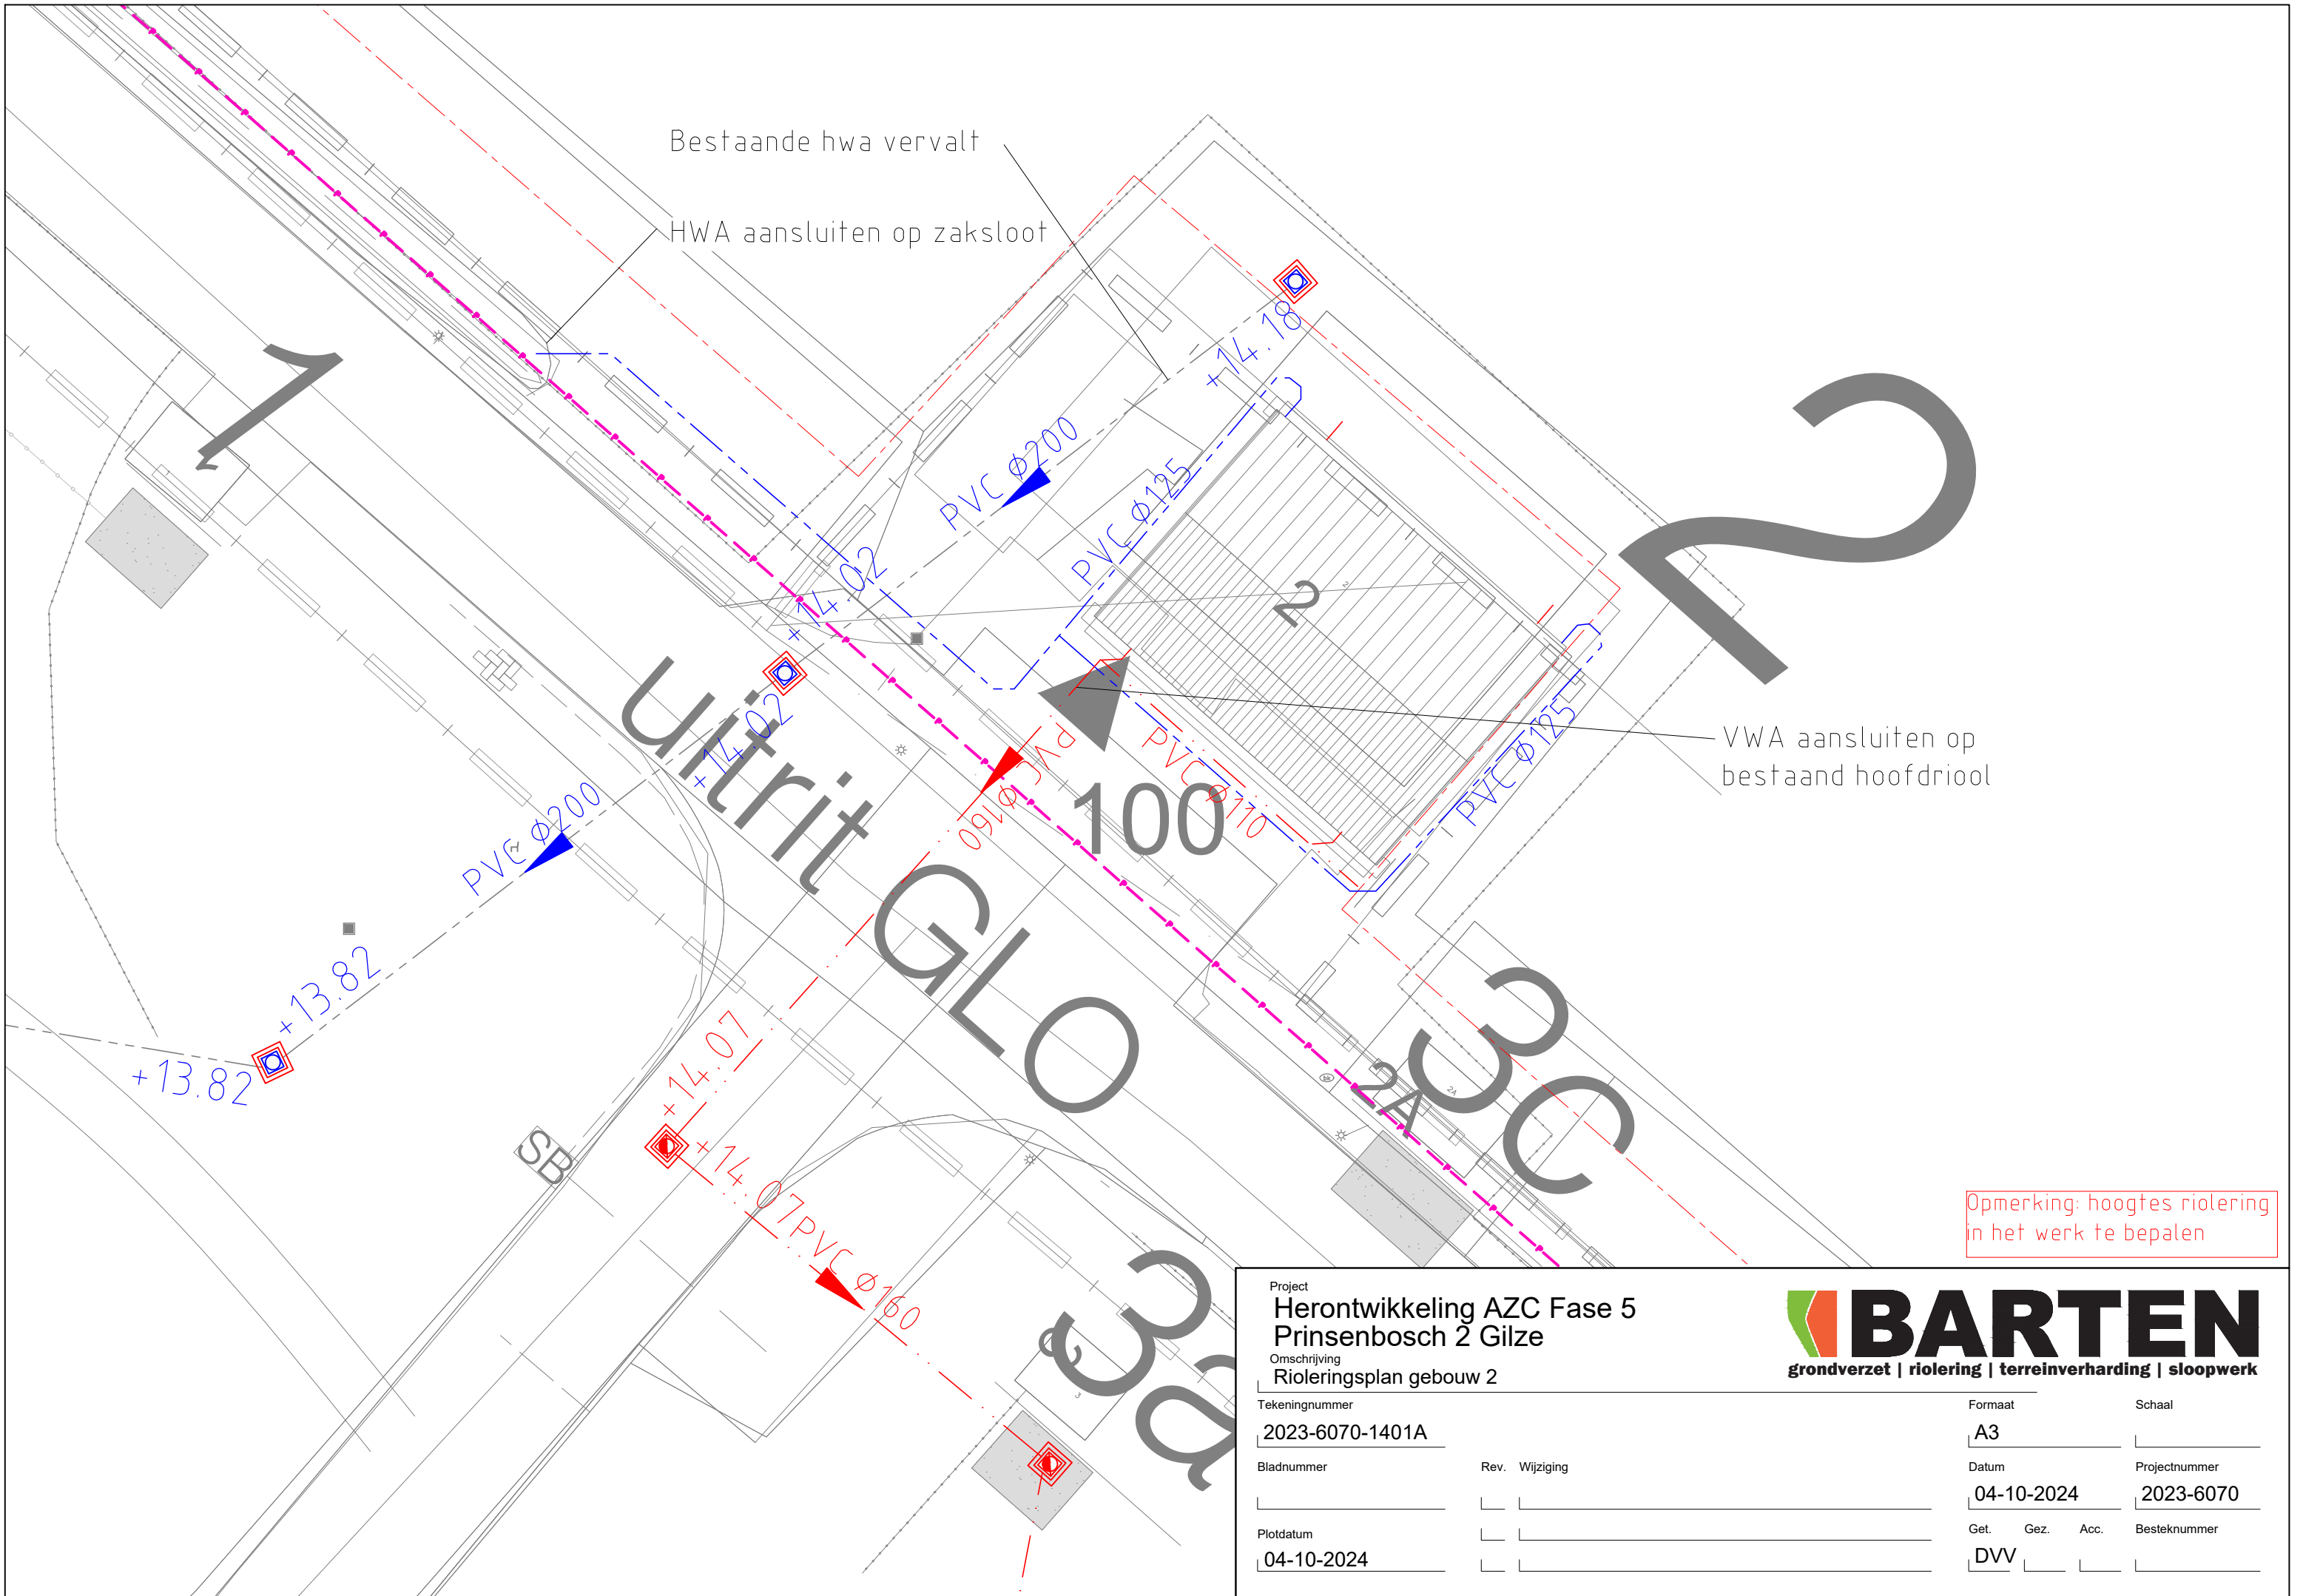 Bestaande hwa vervalt
HWA aansluiten op zaksloot
+14.18
1
2
PVC Ø200
PVC Ø125
+14.02
2
2
+14.02
uitrit GLO
VWA aansluiten op
bestaand hoofdriool
PVC Ø160
PVC Ø110
PVC Ø125
100
PVC Ø200
+13.82
+13.82
3C
+14.07
2A
2A
SB
+14.07
PVC Ø160
3a
3
Opmerking: hoogtes riolering
in het werk te bepalen
Project
Herontwikkeling AZC Fase 5
Prinsenbosch 2 Gilze
Omschrijving
Rioleringsplan gebouw 2
BARTEN
grondverzet | riolering | terreinverharding | sloopwerk
Tekeningnummer
2023-6070-1401A
Formaat
A3
Schaal
Bladnummer
Rev. Wijziging
Datum
04-10-2024
Projectnummer
2023-6070
Plotdatum
04-10-2024
Get. Gez. Acc.
DVV
Besteknummer